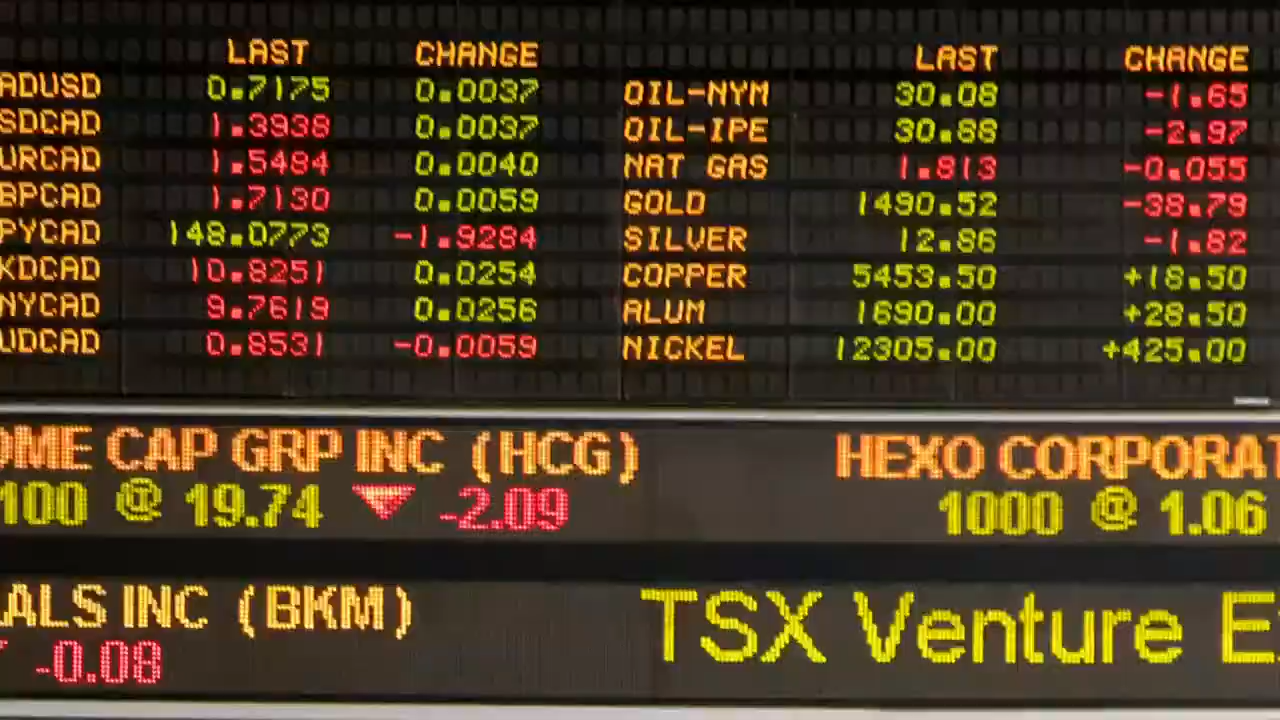 LAST CHANGE LAST CHANGE
ADUSD 0.7175 0.0037 OIL-NYM 30.08 -1.65
SDCAD 1.3938 0.0037 OIL-IPE 30.68 -2.97
URCAD 1.5484 0.0040 NAT GAS 1.813 -0.055
BPCAD 1.7130 0.0059 GOLD 1490.52 -38.79
PYCAD 148.0773 -1.9284 SILVER 12.86 -1.82
KDCAD 10.8251 0.0254 COPPER 5453.50 +18.50
NYCAD 9.7619 0.0256 ALUM 1690.00 +28.50
UDCAD 0.8531 -0.0059 NICKEL 12305.00 +425.00
OME CAP GRP INC (HCG) HEXO CORPORAT
100 @ 19.74 ▼ -2.09 1000 @ 1.06
ALS INC (BKM) TSX Venture E
-0.08